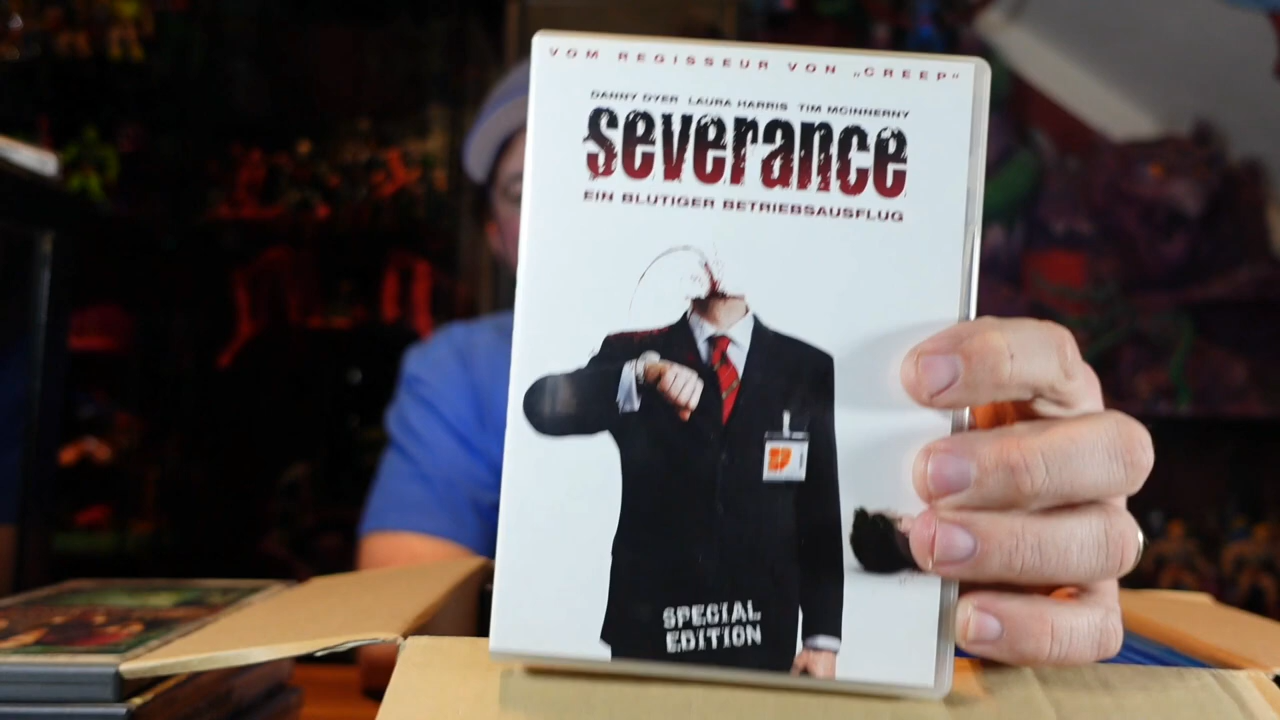 VOM REGISSEUR VON „CREEP“
DANNY DYER LAURA HARRIS TIM MCINNERNY
severance
EIN BLUTIGER BETRIEBSAUSFLUG
SPECIAL
EDITION